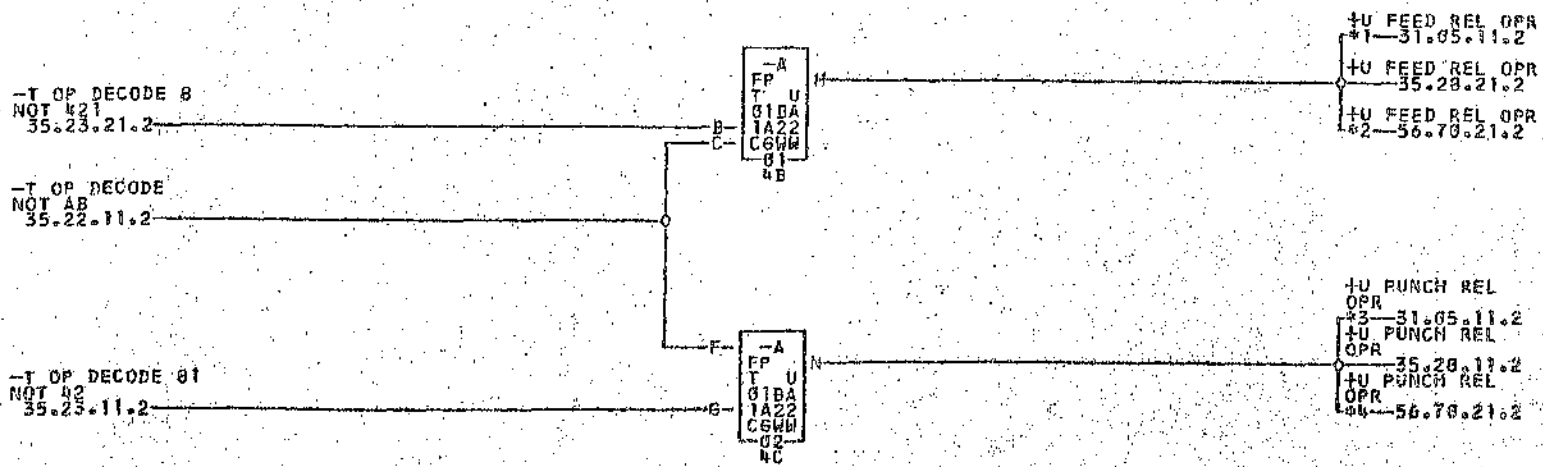 -T OP DECODE 8
NOT 421
35.23.21.2
-T OP DECODE
NOT AB
35.22.11.2
-T OP DECODE 81
NOT 42
35.23.11.2
B
C
-A
FP
T U
01BA
1A22
CGWW
01
4B
M
F
G
-A
FP
T U
01BA
1A22
CGWW
02
4C
N
+U FEED REL OPR
*1-31.05.11.2
+U FEED REL OPR
35.28.21.2
+U FEED REL OPR
*2-56.70.21.2
+U PUNCH REL
OPR
*3-31.05.11.2
+U PUNCH REL
OPR
35.28.11.2
+U PUNCH REL
OPR
*4-56.70.21.2